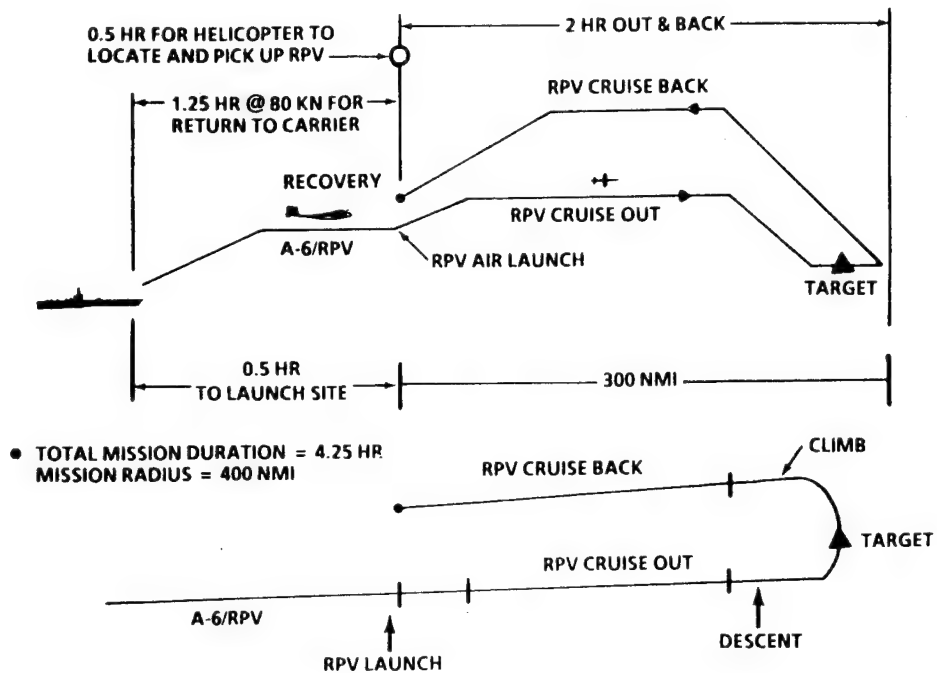 0.5 HR FOR HELICOPTER TO
LOCATE AND PICK UP RPV
2 HR OUT & BACK
1.25 HR @ 80 KN FOR
RETURN TO CARRIER
RPV CRUISE BACK
RECOVERY
RPV CRUISE OUT
A-6/RPV
RPV AIR LAUNCH
TARGET
0.5 HR
TO LAUNCH SITE
300 NMI
• TOTAL MISSION DURATION = 4.25 HR
MISSION RADIUS = 400 NMI
CLIMB
RPV CRUISE BACK
TARGET
RPV CRUISE OUT
A-6/RPV
DESCENT
RPV LAUNCH